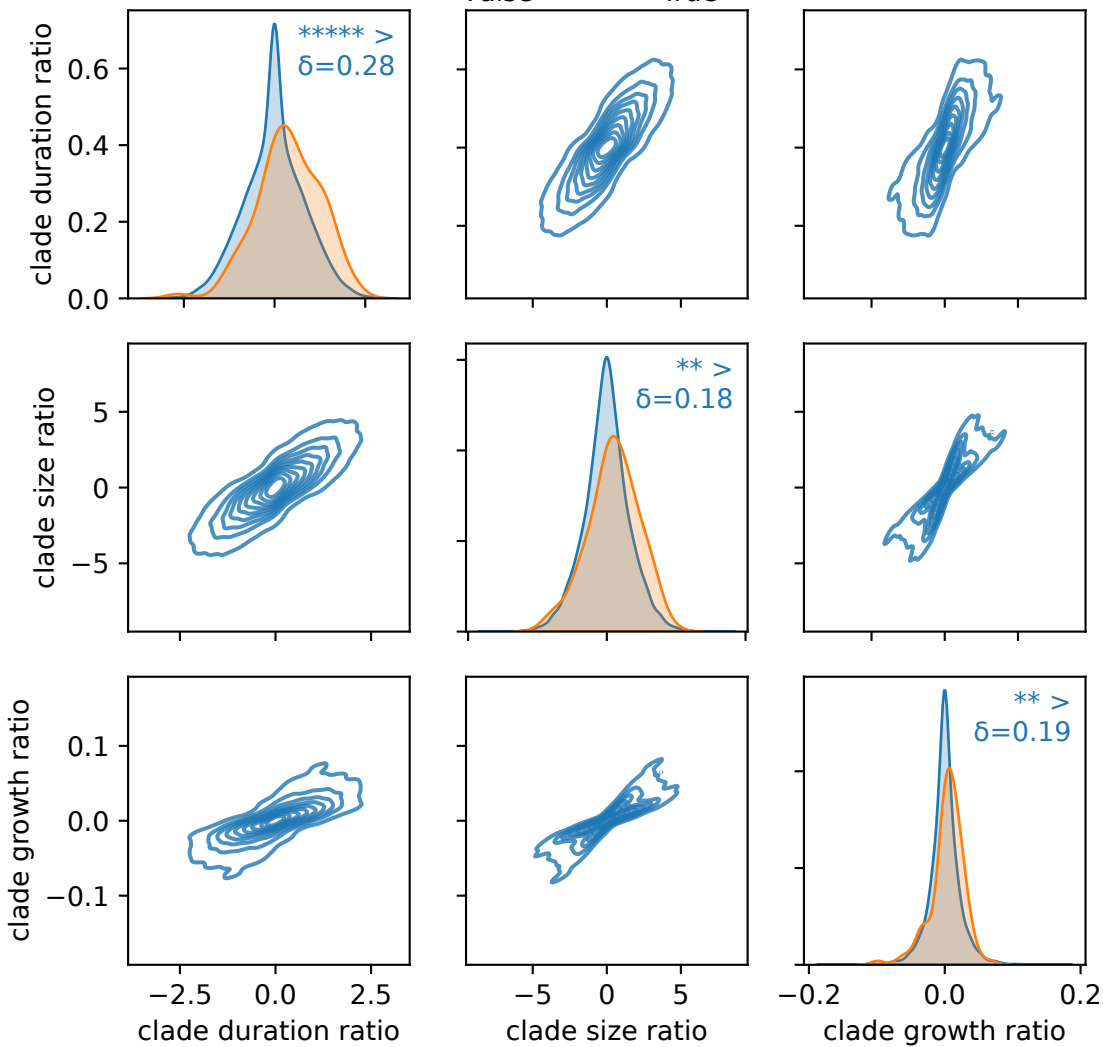 ***** >
δ=0.28
clade duration ratio
0.6
0.4
0.2
0.0
** >
δ=0.18
clade size ratio
5
0
−5
** >
δ=0.19
clade growth ratio
0.1
0.0
−0.1
−2.5 0.0 2.5 −5 0 5 −0.2 0.0 0.2
clade duration ratio clade size ratio clade growth ratio